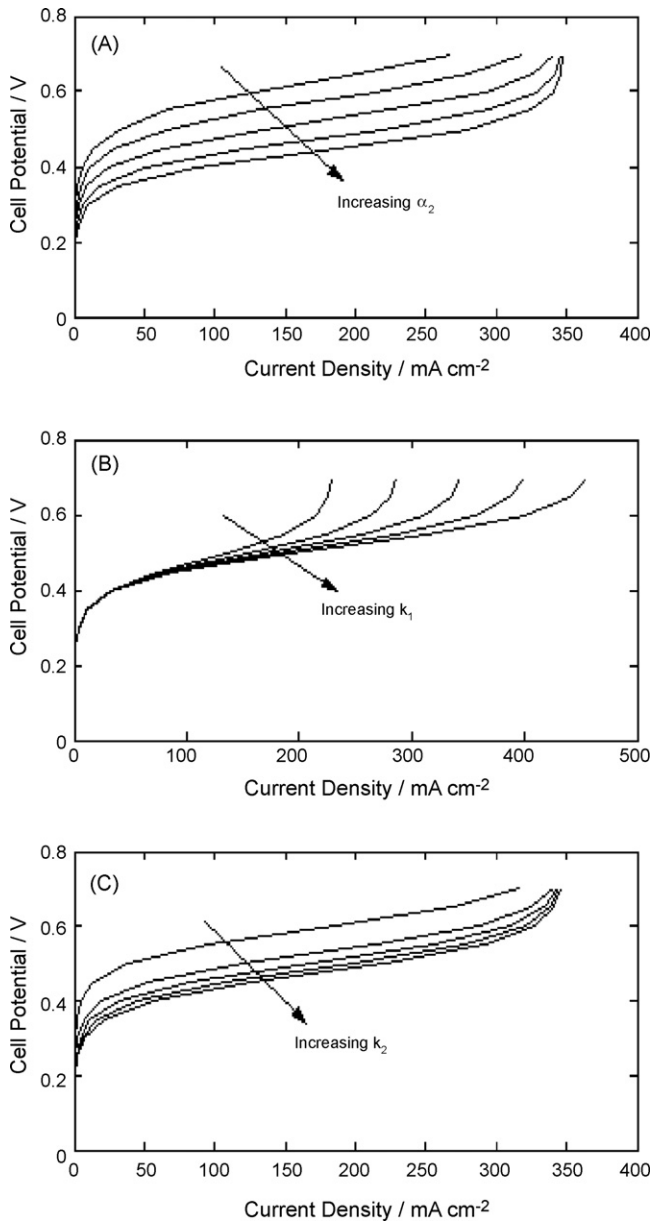 (A)
0.8
0.6
0.4
0.2
0
Cell Potential / V
Increasing α₂
0 50 100 150 200 250 300 350 400
Current Density / mA cm⁻²
(B)
0.8
0.6
0.4
0.2
0
Cell Potential / V
Increasing k₁
0 100 200 300 400 500
Current Density / mA cm⁻²
(C)
0.8
0.6
0.4
0.2
0
Cell Potential / V
Increasing k₂
0 50 100 150 200 250 300 350 400
Current Density / mA cm⁻²